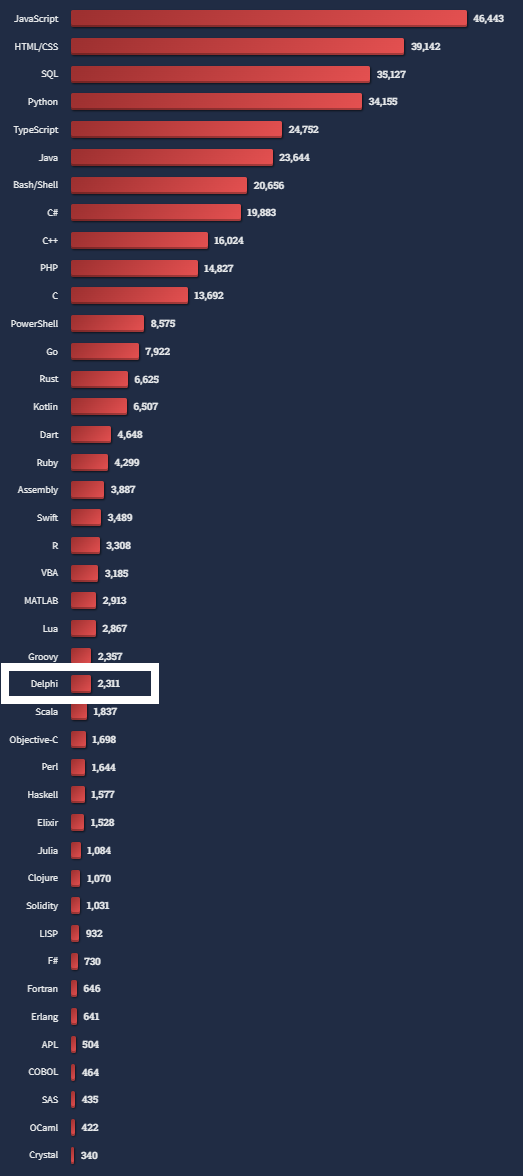 JavaScript 46,443
HTML/CSS 39,142
SQL 35,127
Python 34,155
TypeScript 24,752
Java 23,644
Bash/Shell 20,656
C# 19,883
C++ 16,024
PHP 14,827
C 13,692
PowerShell 8,575
Go 7,922
Rust 6,625
Kotlin 6,507
Dart 4,648
Ruby 4,299
Assembly 3,887
Swift 3,489
R 3,308
VBA 3,185
MATLAB 2,913
Lua 2,867
Groovy 2,357
Delphi 2,311
Scala 1,837
Objective-C 1,698
Perl 1,644
Haskell 1,577
Elixir 1,528
Julia 1,084
Clojure 1,070
Solidity 1,031
LISP 932
F# 730
Fortran 646
Erlang 641
APL 504
COBOL 464
SAS 435
OCaml 422
Crystal 340